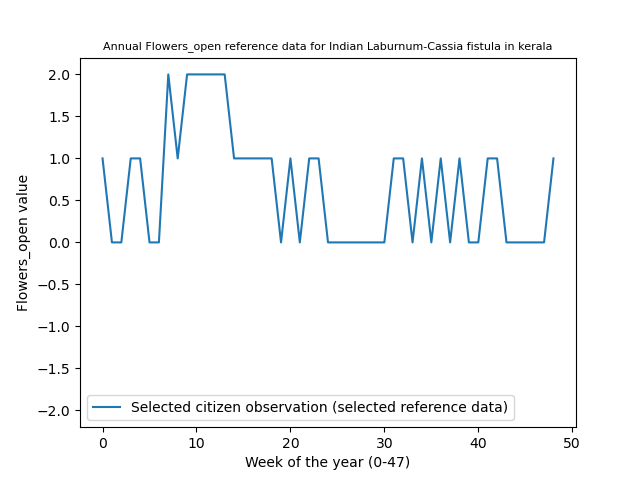 Annual Flowers_open reference data for Indian Laburnum-Cassia fistula in kerala
2.0
1.5
1.0
0.5
0.0
−0.5
−1.0
−1.5
−2.0
Flowers_open value
Selected citizen observation (selected reference data)
0 10 20 30 40 50
Week of the year (0-47)